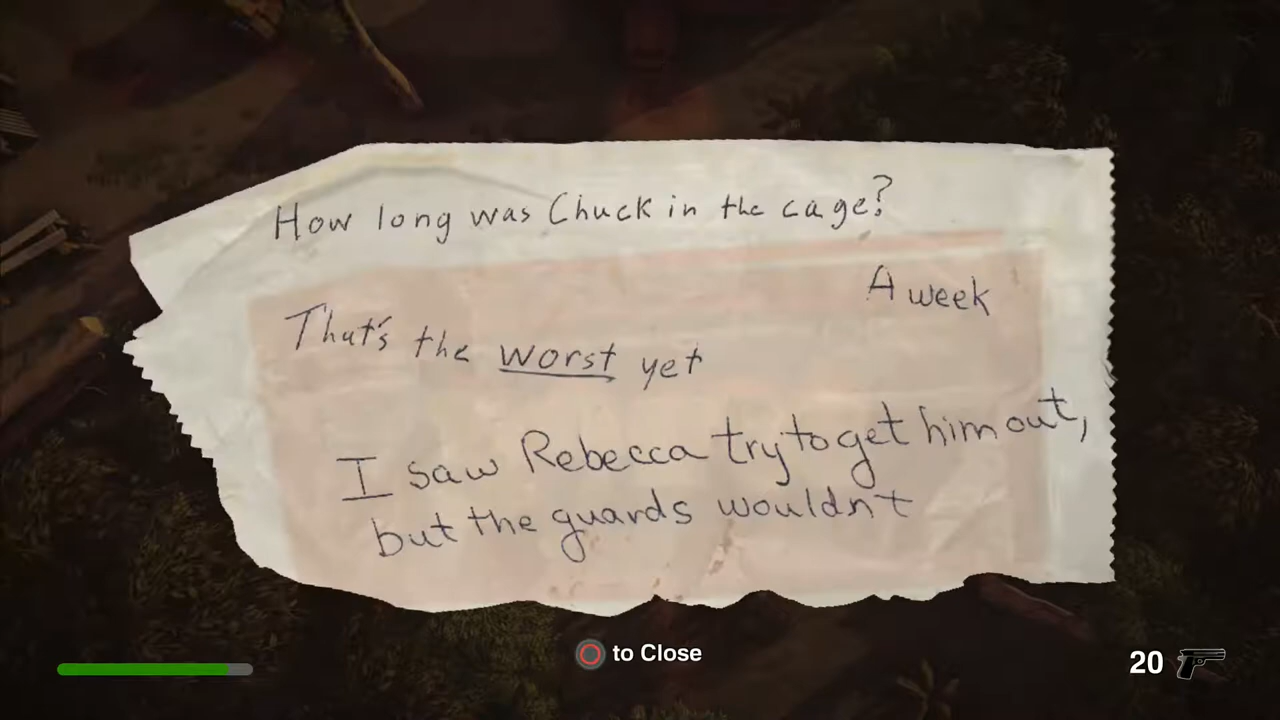 How long was Chuck in the cage?
A week
That's the worst yet
I saw Rebecca try to get him out,
but the guards wouldn't
to Close
20